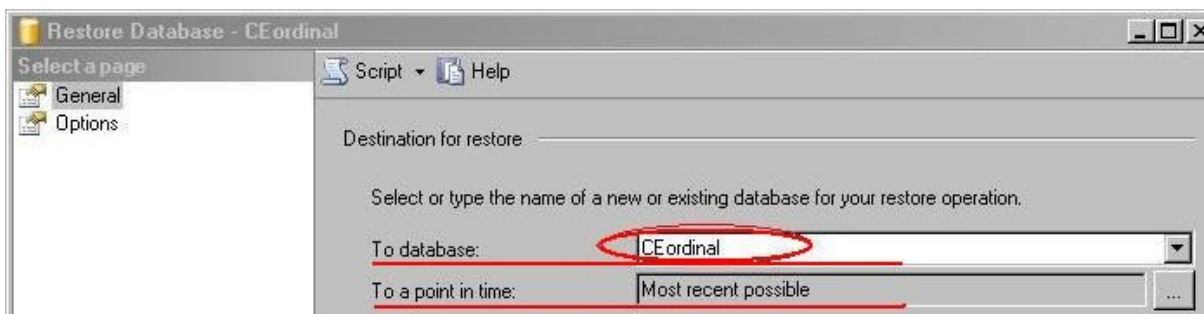 Restore Database - CEordinal
Select a page
General
Options
Script Help
Destination for restore
Select or type the name of a new or existing database for your restore operation.
To database: CEordinal
To a point in time: Most recent possible ...